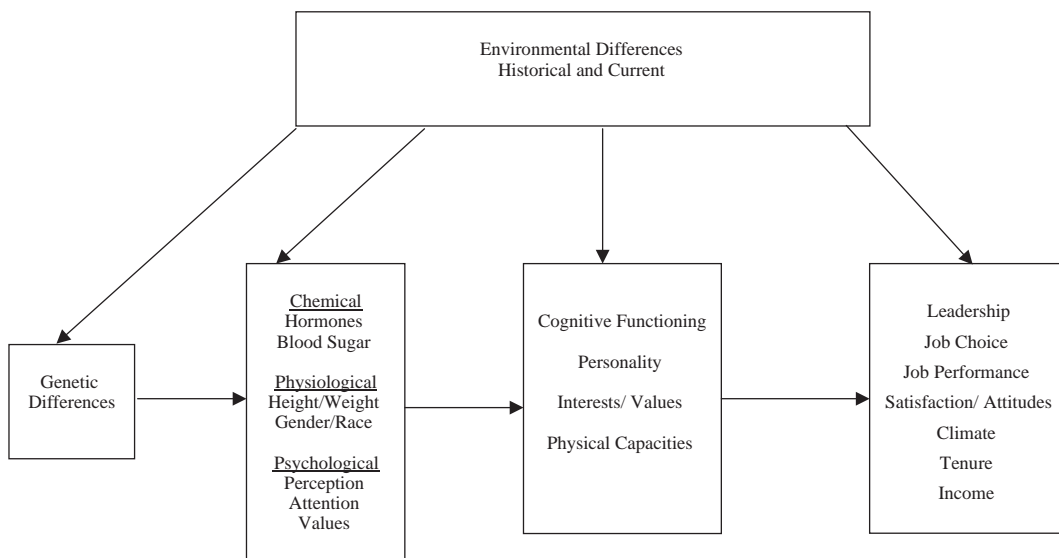 Environmental Differences
Historical and Current
Genetic
Differences
Chemical
Hormones
Blood Sugar
Physiological
Height/Weight
Gender/Race
Psychological
Perception
Attention
Values
Cognitive Functioning
Personality
Interests/ Values
Physical Capacities
Leadership
Job Choice
Job Performance
Satisfaction/ Attitudes
Climate
Tenure
Income